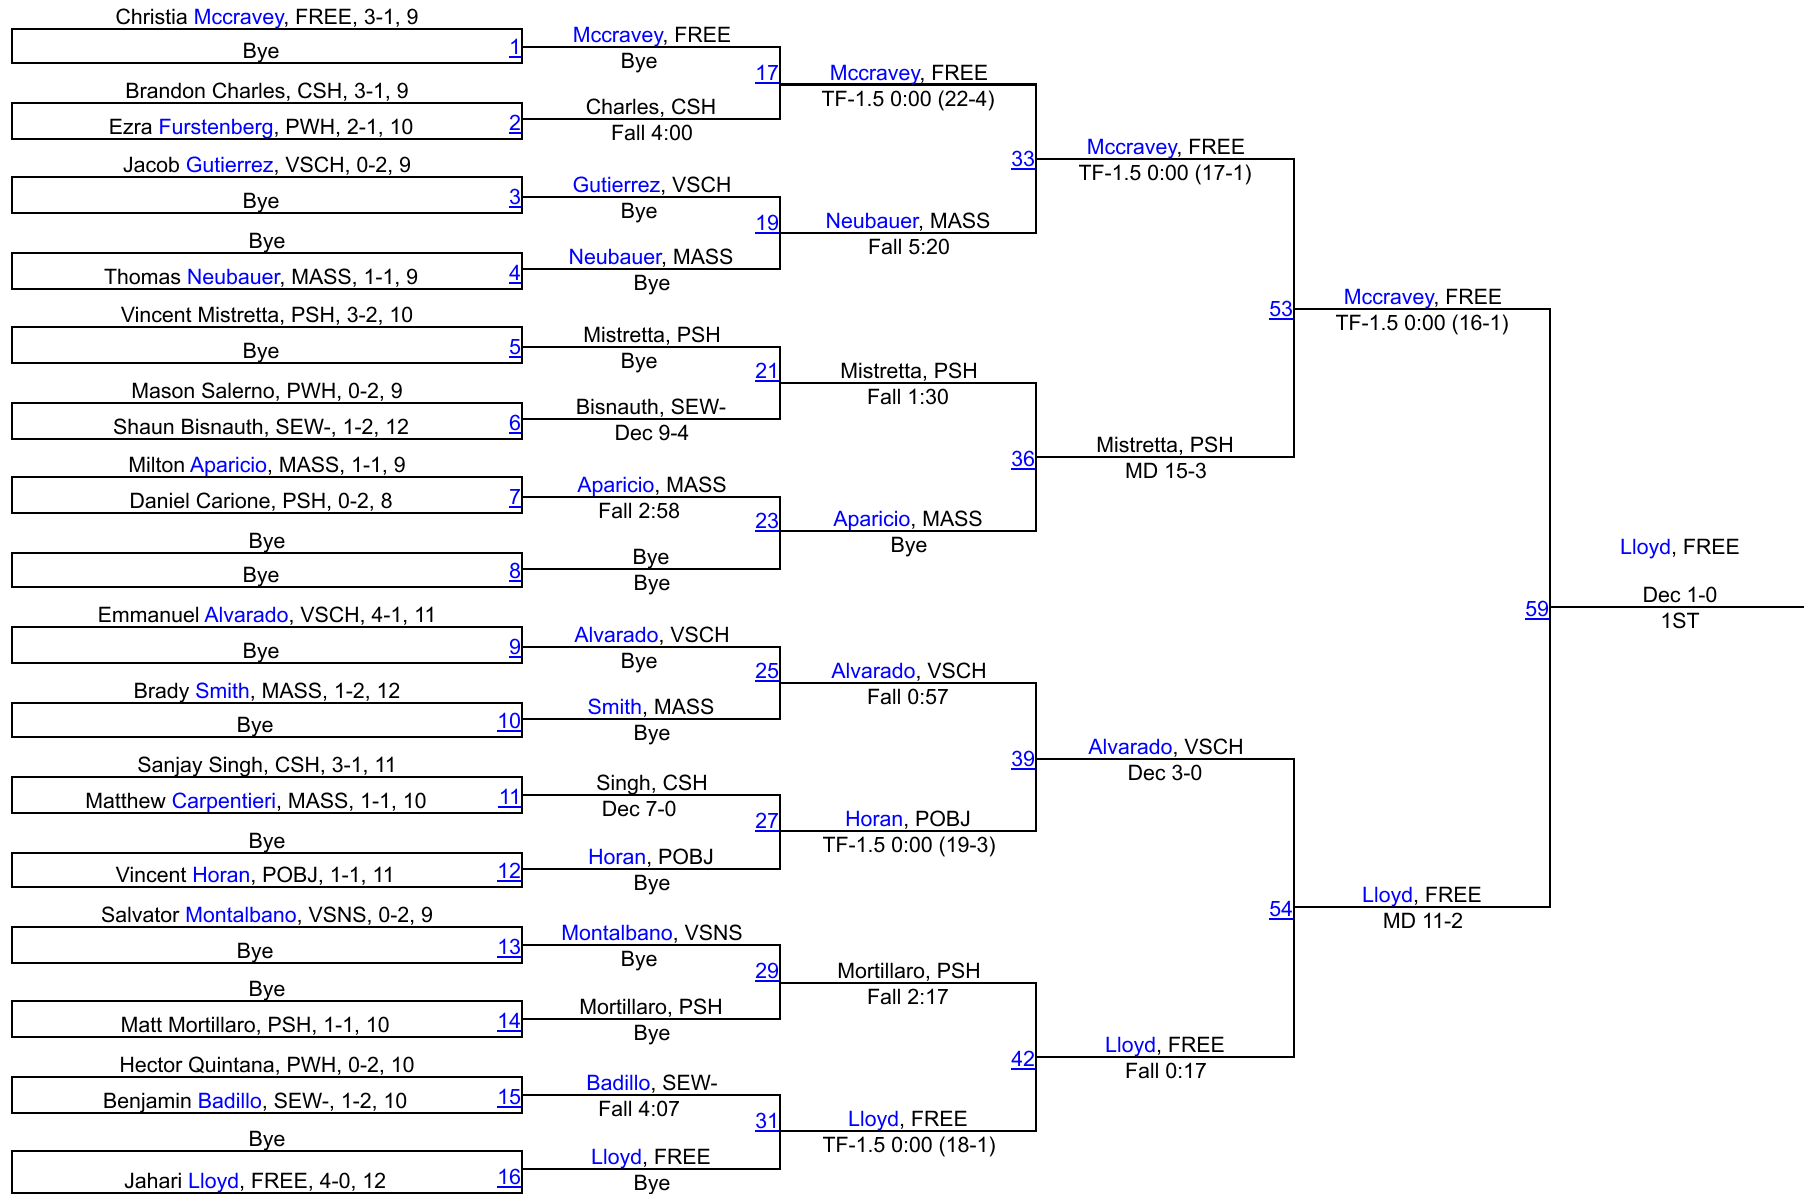 Christia Mccravey, FREE, 3-1, 9
Bye
1
Brandon Charles, CSH, 3-1, 9
Ezra Furstenberg, PWH, 2-1, 10
2
Jacob Gutierrez, VSCH, 0-2, 9
Bye
3
Bye
Thomas Neubauer, MASS, 1-1, 9
4
Vincent Mistretta, PSH, 3-2, 10
Bye
5
Mason Salerno, PWH, 0-2, 9
Shaun Bisnauth, SEW-, 1-2, 12
6
Milton Aparicio, MASS, 1-1, 9
Daniel Carione, PSH, 0-2, 8
7
Bye
Bye
8
Emmanuel Alvarado, VSCH, 4-1, 11
Bye
9
Brady Smith, MASS, 1-2, 12
Bye
10
Sanjay Singh, CSH, 3-1, 11
Matthew Carpentieri, MASS, 1-1, 10
11
Bye
Vincent Horan, POBJ, 1-1, 11
12
Salvator Montalbano, VSNS, 0-2, 9
Bye
13
Bye
Matt Mortillaro, PSH, 1-1, 10
14
Hector Quintana, PWH, 0-2, 10
Benjamin Badillo, SEW-, 1-2, 10
15
Bye
Jahari Lloyd, FREE, 4-0, 12
16
Mccravey, FREE
Bye
17
Charles, CSH
Fall 4:00
Gutierrez, VSCH
Bye
19
Neubauer, MASS
Bye
Mistretta, PSH
Bye
21
Bisnauth, SEW-
Dec 9-4
Aparicio, MASS
Fall 2:58
23
Bye
Bye
Alvarado, VSCH
Bye
25
Smith, MASS
Bye
Singh, CSH
Dec 7-0
27
Horan, POBJ
Bye
Montalbano, VSNS
Bye
29
Mortillaro, PSH
Bye
Badillo, SEW-
Fall 4:07
31
Lloyd, FREE
Bye
Mccravey, FREE
TF-1.5 0:00 (22-4)
33
Neubauer, MASS
Fall 5:20
Mistretta, PSH
Fall 1:30
36
Aparicio, MASS
Bye
Alvarado, VSCH
Fall 0:57
39
Horan, POBJ
TF-1.5 0:00 (19-3)
Mortillaro, PSH
Fall 2:17
42
Lloyd, FREE
TF-1.5 0:00 (18-1)
Mccravey, FREE
TF-1.5 0:00 (17-1)
53
Mistretta, PSH
MD 15-3
Alvarado, VSCH
Dec 3-0
54
Lloyd, FREE
Fall 0:17
Mccravey, FREE
TF-1.5 0:00 (16-1)
59
Lloyd, FREE
MD 11-2
Lloyd, FREE
Dec 1-0
1ST